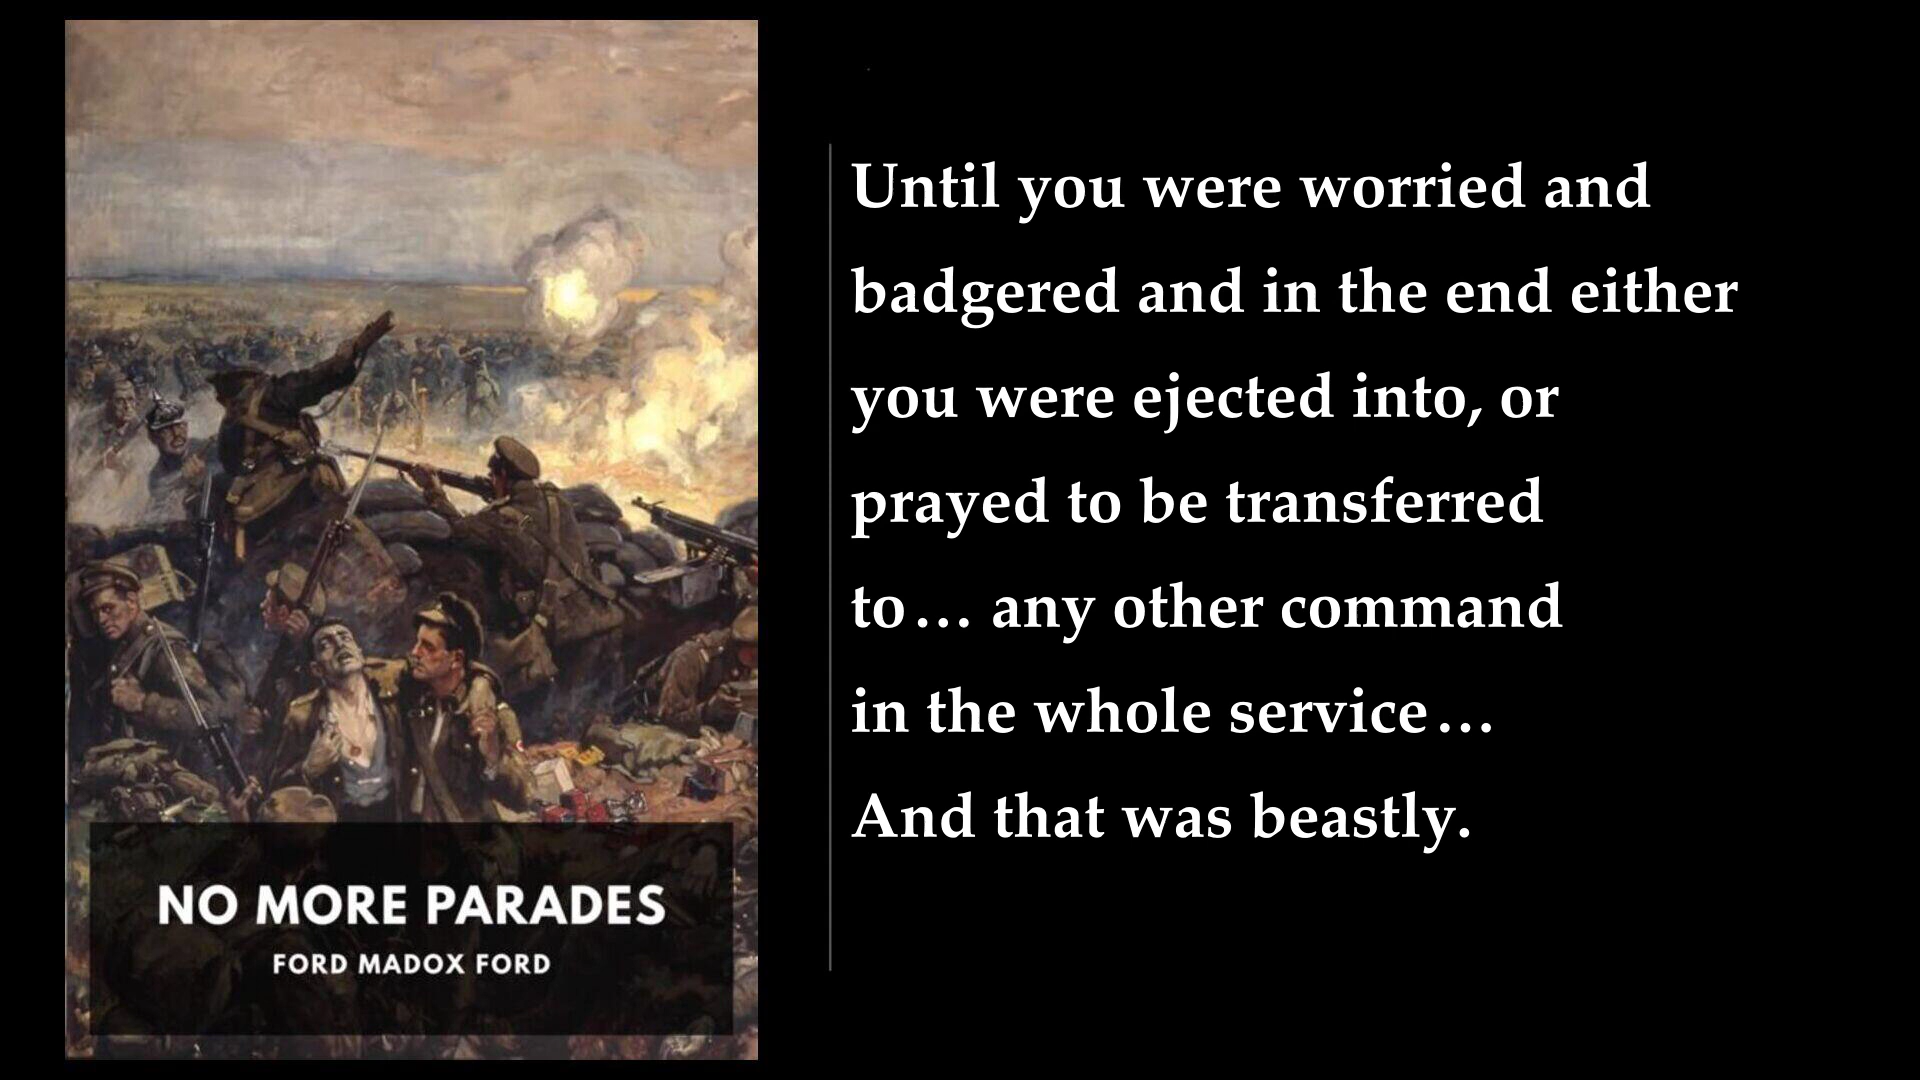 NO MORE PARADES
FORD MADOX FORD
Until you were worried and
badgered and in the end either
you were ejected into, or
prayed to be transferred
to… any other command
in the whole service…
And that was beastly.